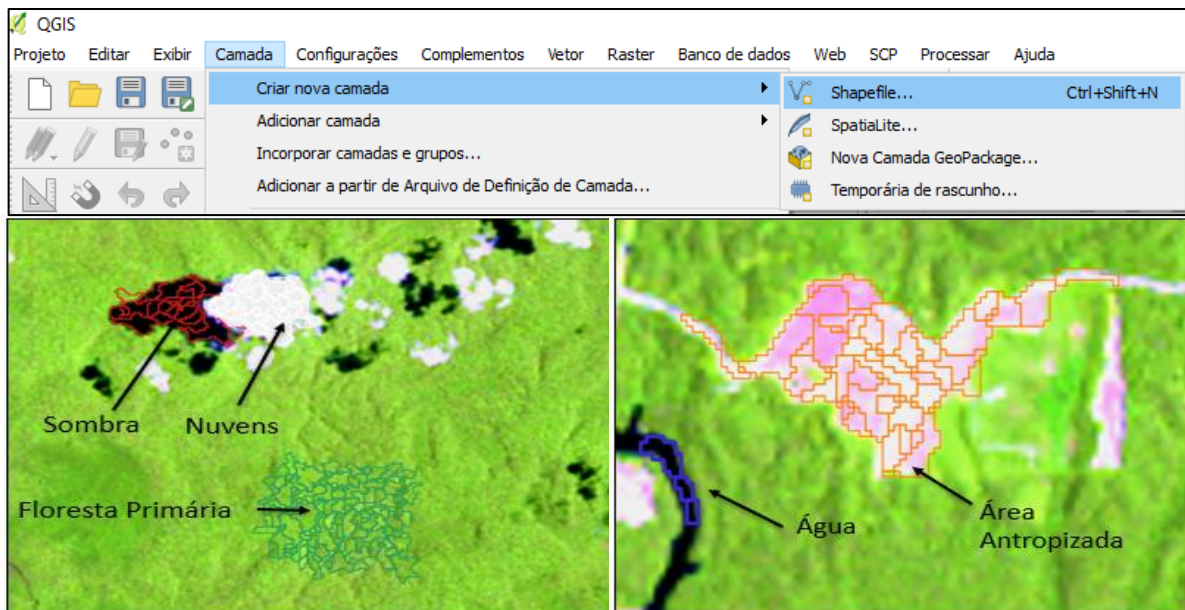 QGIS
Projeto Editar Exibir Camada Configurações Complementos Vetor Raster Banco de dados Web SCP Processar Ajuda
Criar nova camada
Adicionar camada
Incorporar camadas e grupos...
Adicionar a partir de Arquivo de Definição de Camada...
Shapefile... Ctrl+Shift+N
SpatiaLite...
Nova Camada GeoPackage...
Temporária de rascunho...
Sombra
Nuvens
Floresta Primária
Água
Área
Antropizada